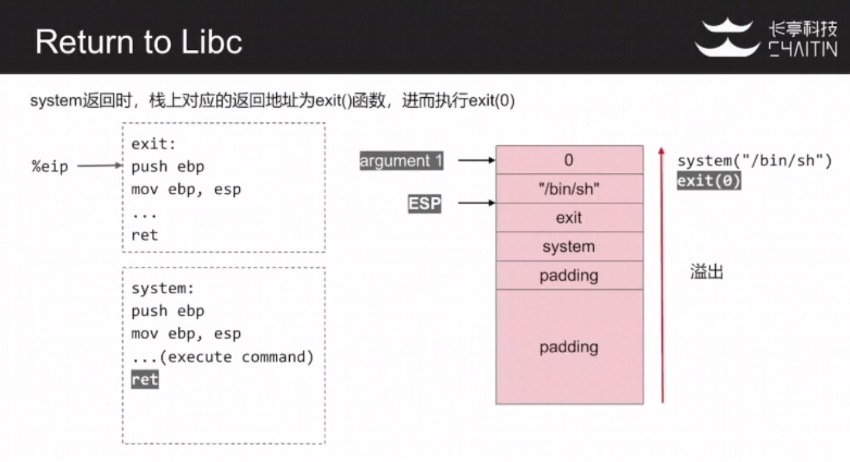 Return to Libc
长亭科技
CHAITIN
system返回时，栈上对应的返回地址为exit()函数，进而执行exit(0)
%eip
exit:
push ebp
mov ebp, esp
...
ret
system:
push ebp
mov ebp, esp
...(execute command)
ret
argument 1
ESP
0
"/bin/sh"
exit
system
padding
padding
system("/bin/sh")
exit(0)
溢出